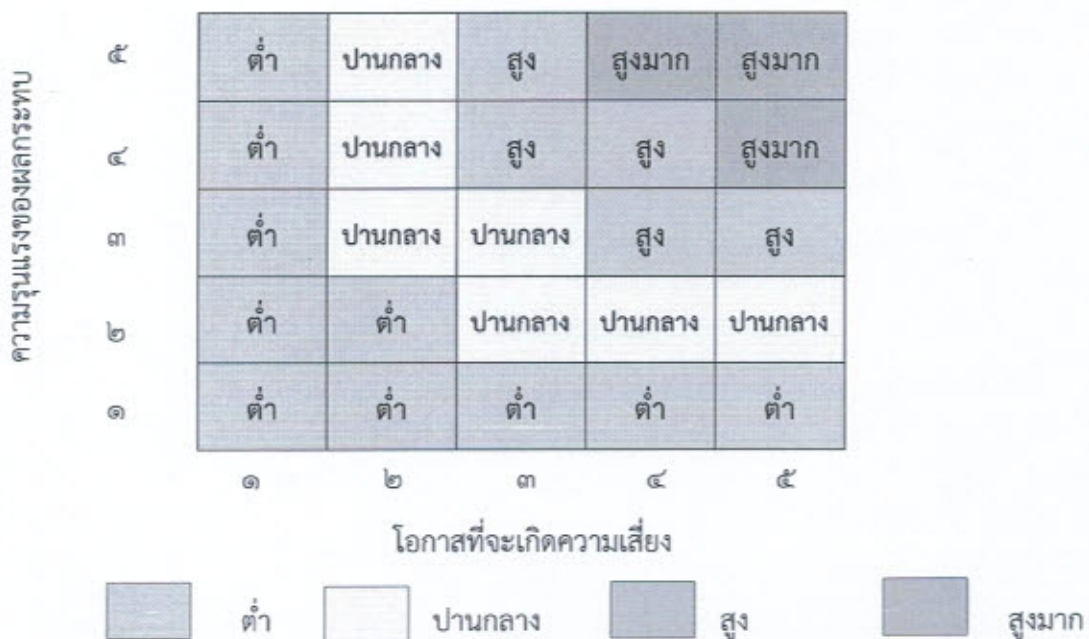 ความรุนแรงของผลกระทบ
๕ ต่ำ ปานกลาง สูง สูงมาก สูงมาก
๔ ต่ำ ปานกลาง สูง สูง สูงมาก
๓ ต่ำ ปานกลาง ปานกลาง สูง สูง
๒ ต่ำ ต่ำ ปานกลาง ปานกลาง ปานกลาง
๑ ต่ำ ต่ำ ต่ำ ต่ำ ต่ำ
๑ ๒ ๓ ๔ ๕
โอกาสที่จะเกิดความเสี่ยง
ต่ำ ปานกลาง สูง สูงมาก